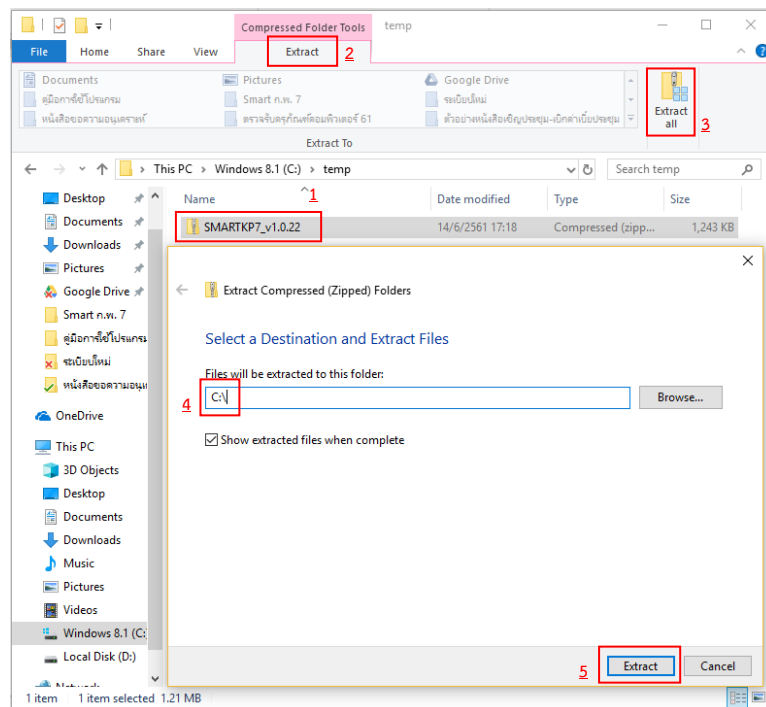 Compressed Folder Tools temp
File Home Share View Extract 2
Documents Pictures Google Drive
คู่มือการใช้โปรแกรม Smart ก.พ. 7 ระเบียบใหม่
หนังสือขอความอนุเคราะห์ ตรวจรับครุภัณฑ์คอมพิวเตอร์ 61 ตัวอย่างหนังสือเชิญประชุม-เบิกค่าเบี้ยประชุม
Extract all 3
Extract To
This PC > Windows 8.1 (C:) > temp Search temp
Name 1 Date modified Type Size
SMARTKP7_v1.0.22 14/6/2561 17:18 Compressed (zipp... 1,243 KB
Desktop
Documents
Downloads
Pictures
Google Drive
Smart ก.พ. 7
คู่มือการใช้โปรแกรม
ระเบียบใหม่
หนังสือขอความอนุเ
OneDrive
This PC
3D Objects
Desktop
Documents
Downloads
Music
Pictures
Videos
Windows 8.1 (C:
Local Disk (D:)
Network
Extract Compressed (Zipped) Folders
Select a Destination and Extract Files
Files will be extracted to this folder:
4 C:\ Browse...
Show extracted files when complete
5 Extract Cancel
1 item 1 item selected 1.21 MB